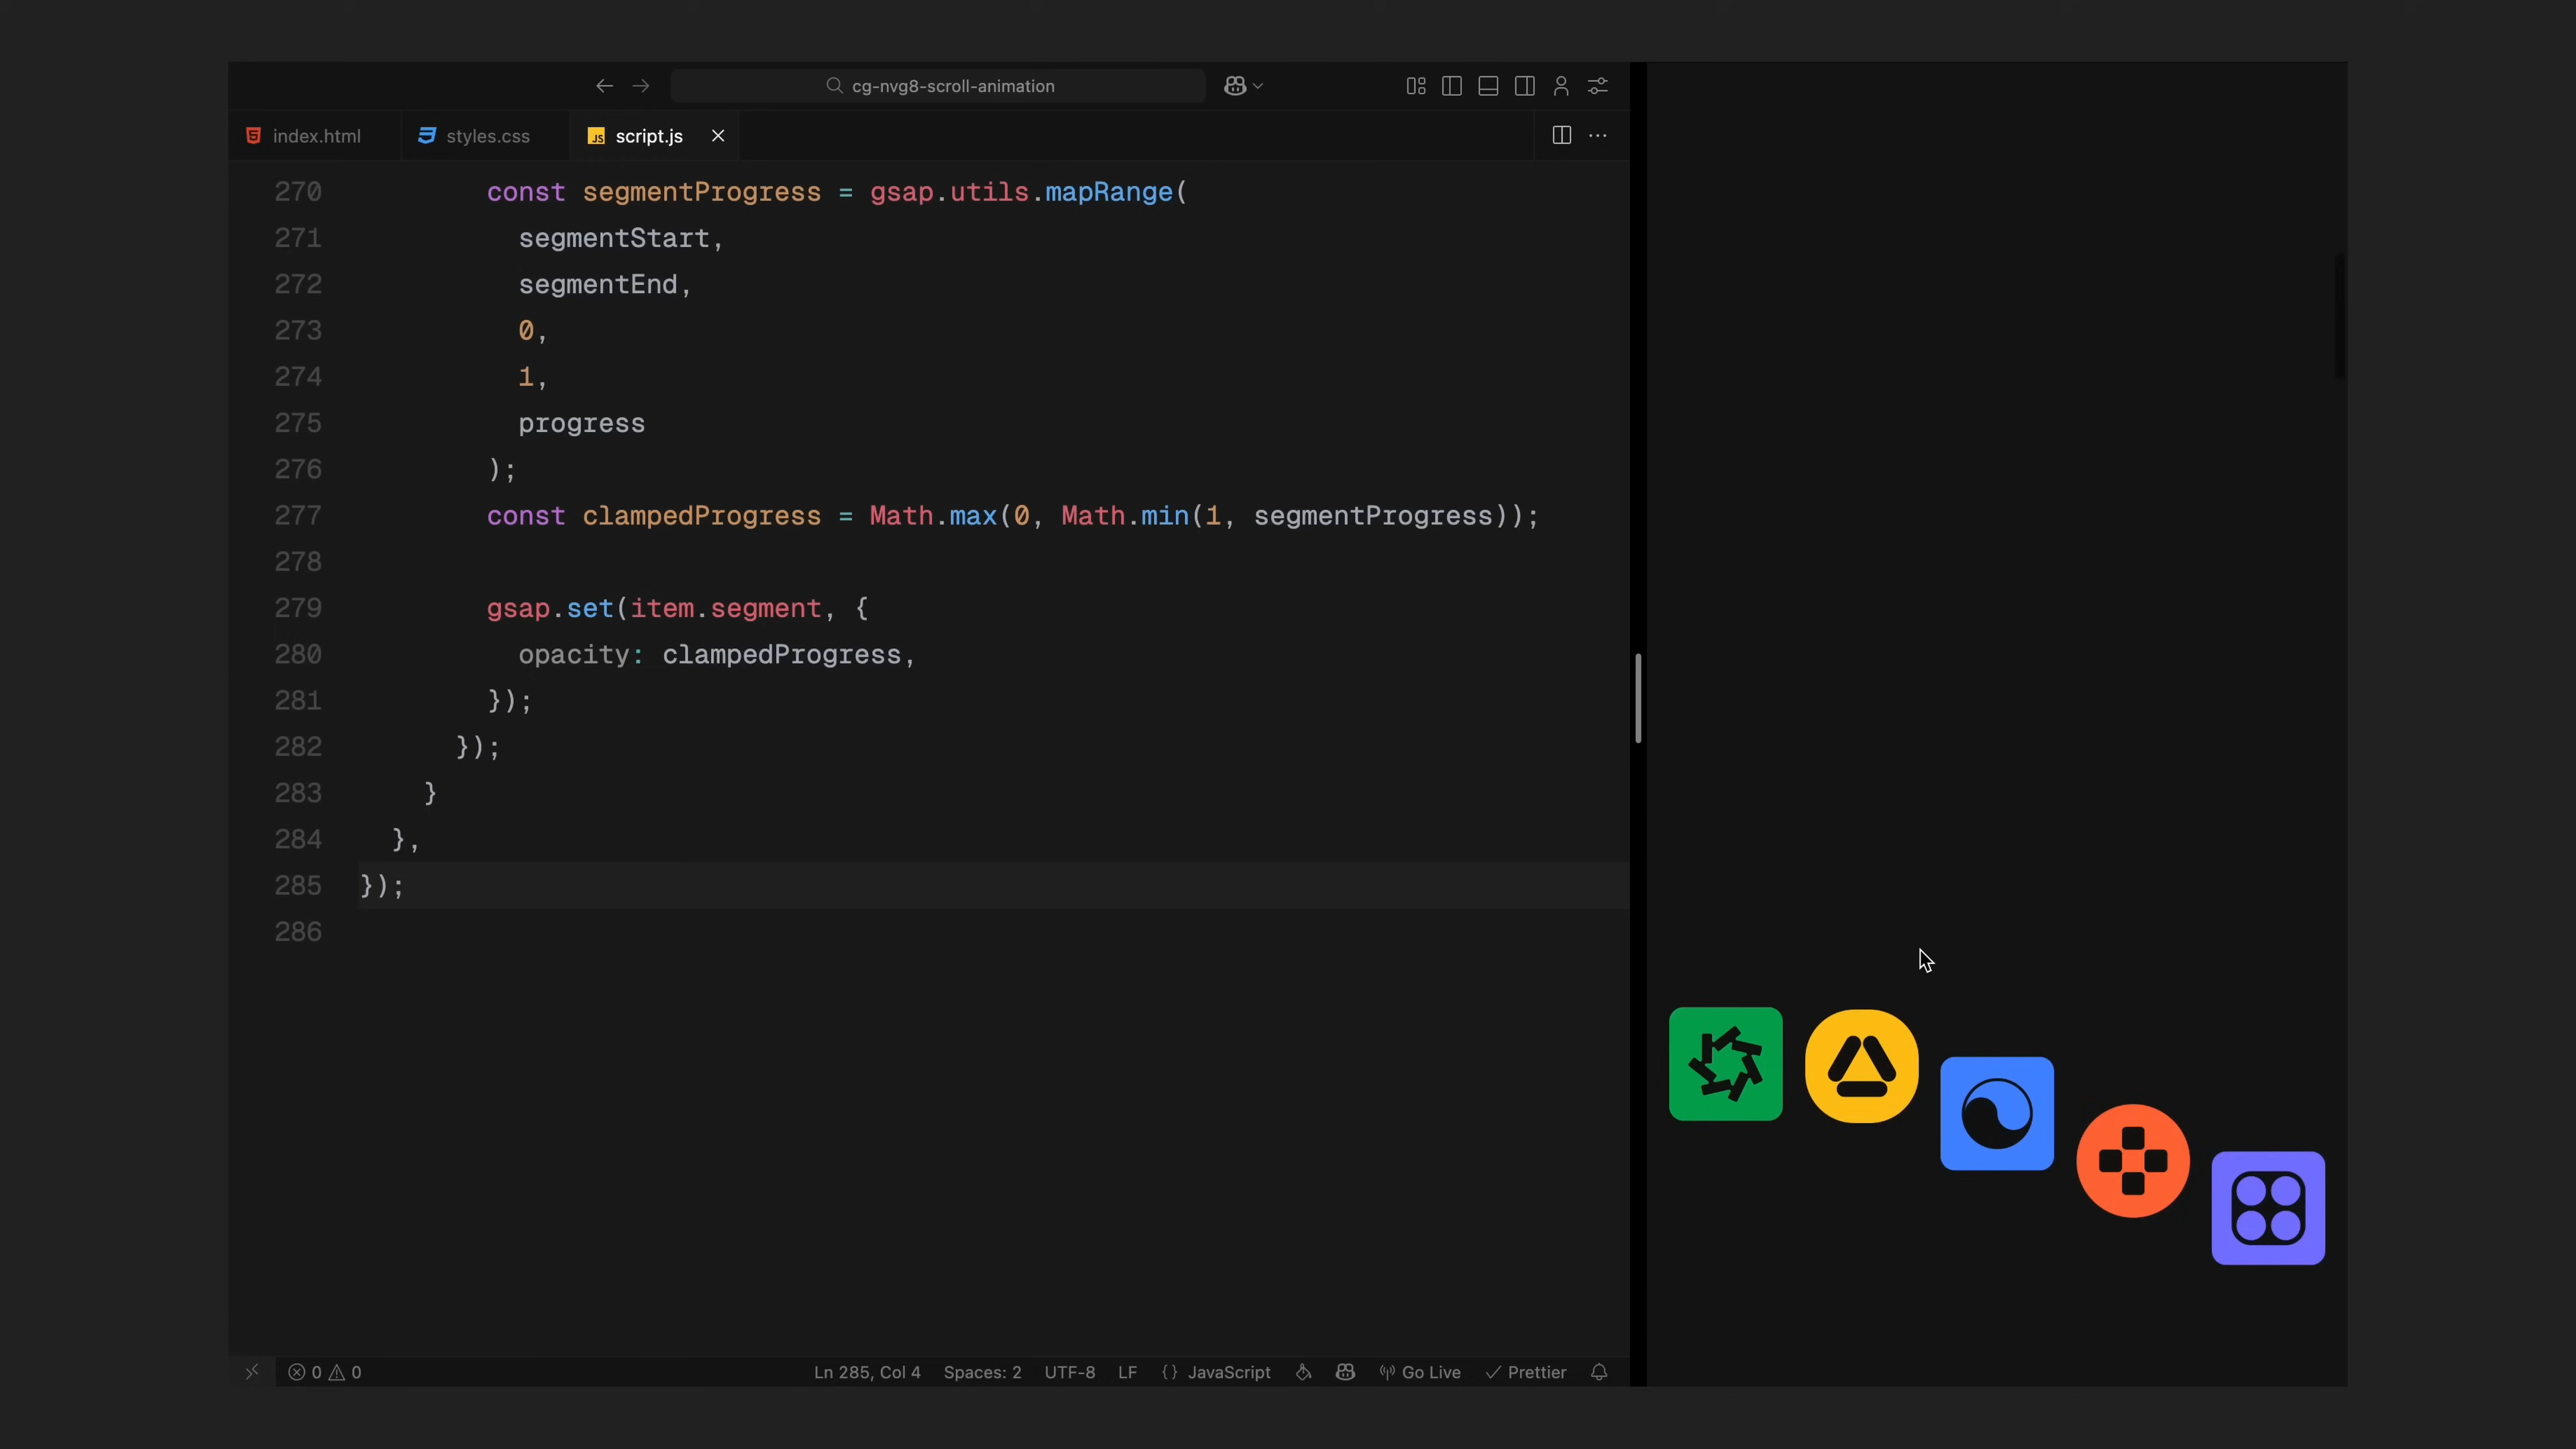 cg-nvg8-scroll-animation
index.html
styles.css
script.js
270 const segmentProgress = gsap.utils.mapRange(
271 segmentStart,
272 segmentEnd,
273 0,
274 1,
275 progress
276 );
277 const clampedProgress = Math.max(0, Math.min(1, segmentProgress));
278
279 gsap.set(item.segment, {
280 opacity: clampedProgress,
281 });
282 });
283 }
284 },
285 });
286
0 0 Ln 285, Col 4 Spaces: 2 UTF-8 LF {} JavaScript Go Live Prettier